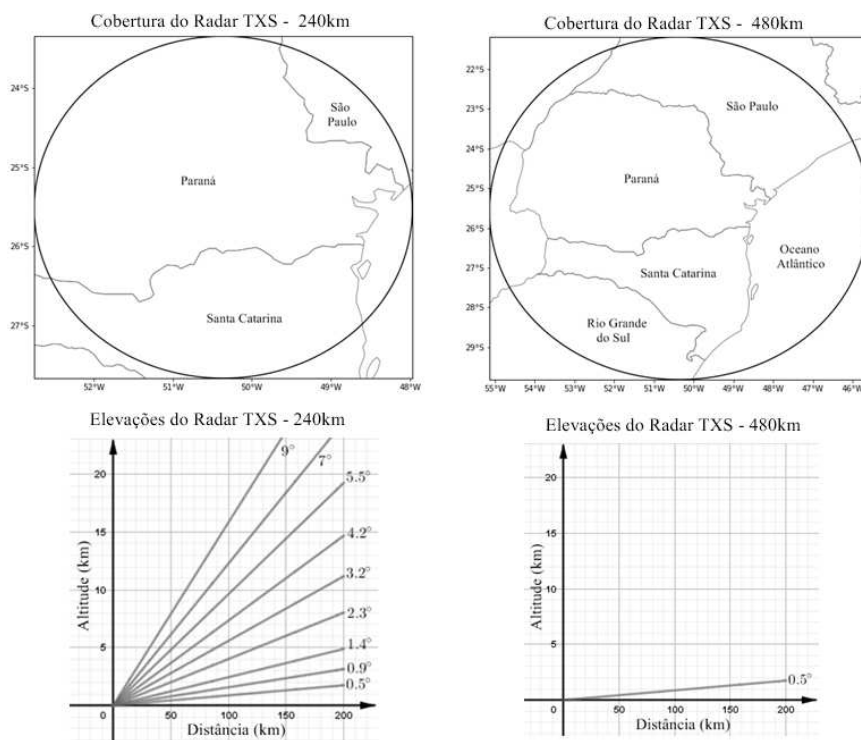 Cobertura do Radar TXS - 240km
24°S
25°S
26°S
27°S
São
Paulo
Paraná
Santa Catarina
52°W
51°W
50°W
49°W
48°W
Cobertura do Radar TXS - 480km
22°S
23°S
24°S
25°S
26°S
27°S
28°S
29°S
São Paulo
Paraná
Oceano
Atlântico
Santa Catarina
Rio Grande
do Sul
55°W
54°W
53°W
52°W
51°W
50°W
49°W
48°W
47°W
46°W
Elevações do Radar TXS - 240km
20
15
10
5
0
Altitude (km)
9°
7°
5.5°
4.2°
3.2°
2.3°
1.4°
0.9°
0.5°
50
100
150
200
Distância (km)
Elevações do Radar TXS - 480km
20
15
10
5
0
Altitude (km)
0.5°
50
100
150
200
Distância (km)